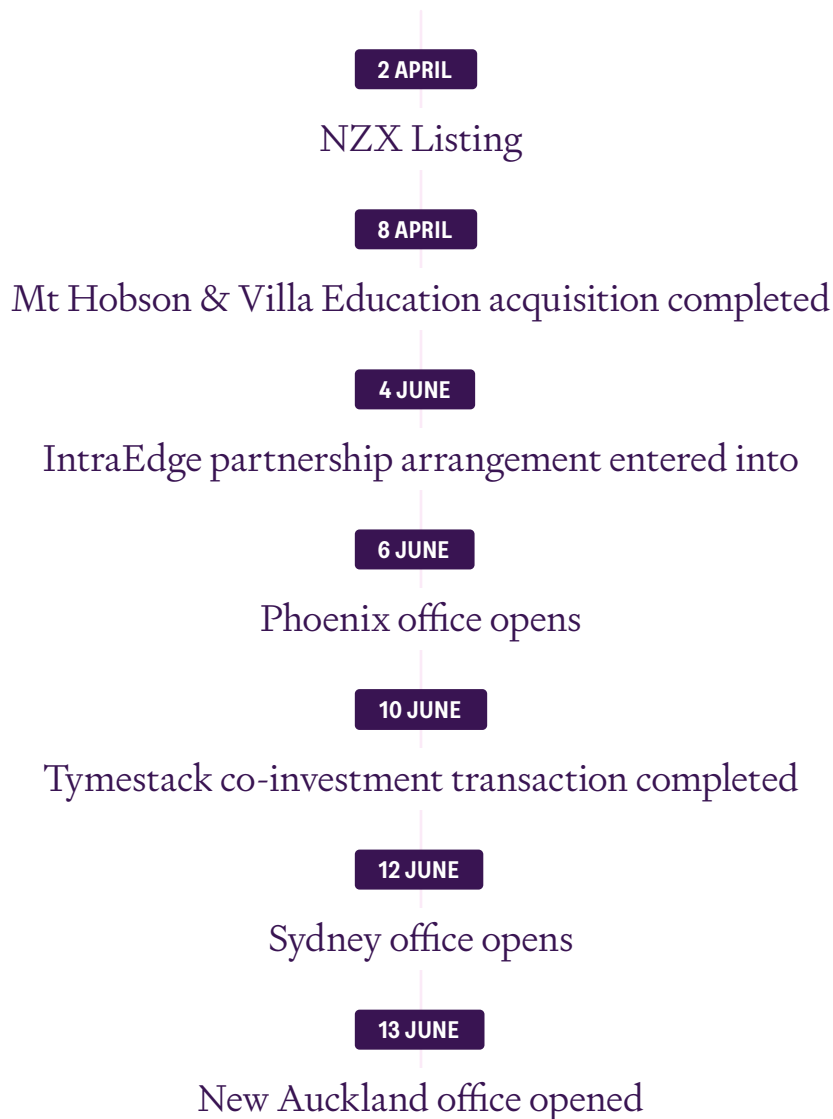 2 APRIL
NZX Listing
8 APRIL
Mt Hobson & Villa Education acquisition completed
4 JUNE
IntraEdge partnership arrangement entered into
6 JUNE
Phoenix office opens
10 JUNE
Tymestack co-investment transaction completed
12 JUNE
Sydney office opens
13 JUNE
New Auckland office opened